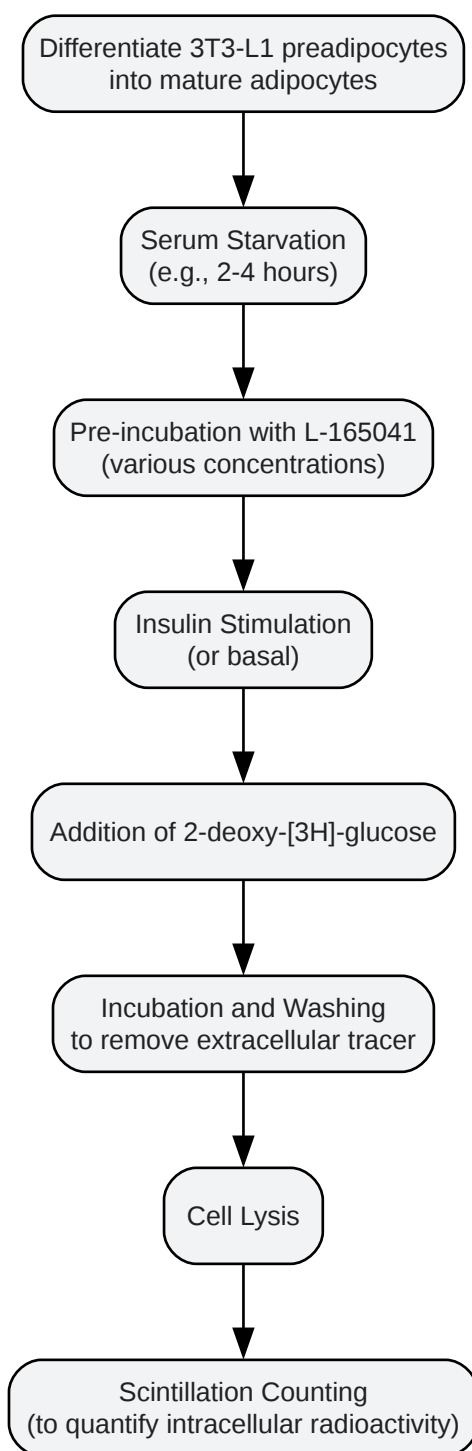 Differentiate 3T3-L1 preadipocytes
into mature adipocytes
Serum Starvation
(e.g., 2-4 hours)
Pre-incubation with L-165041
(various concentrations)
Insulin Stimulation
(or basal)
Addition of 2-deoxy-[3H]-glucose
Incubation and Washing
to remove extracellular tracer
Cell Lysis
Scintillation Counting
(to quantify intracellular radioactivity)